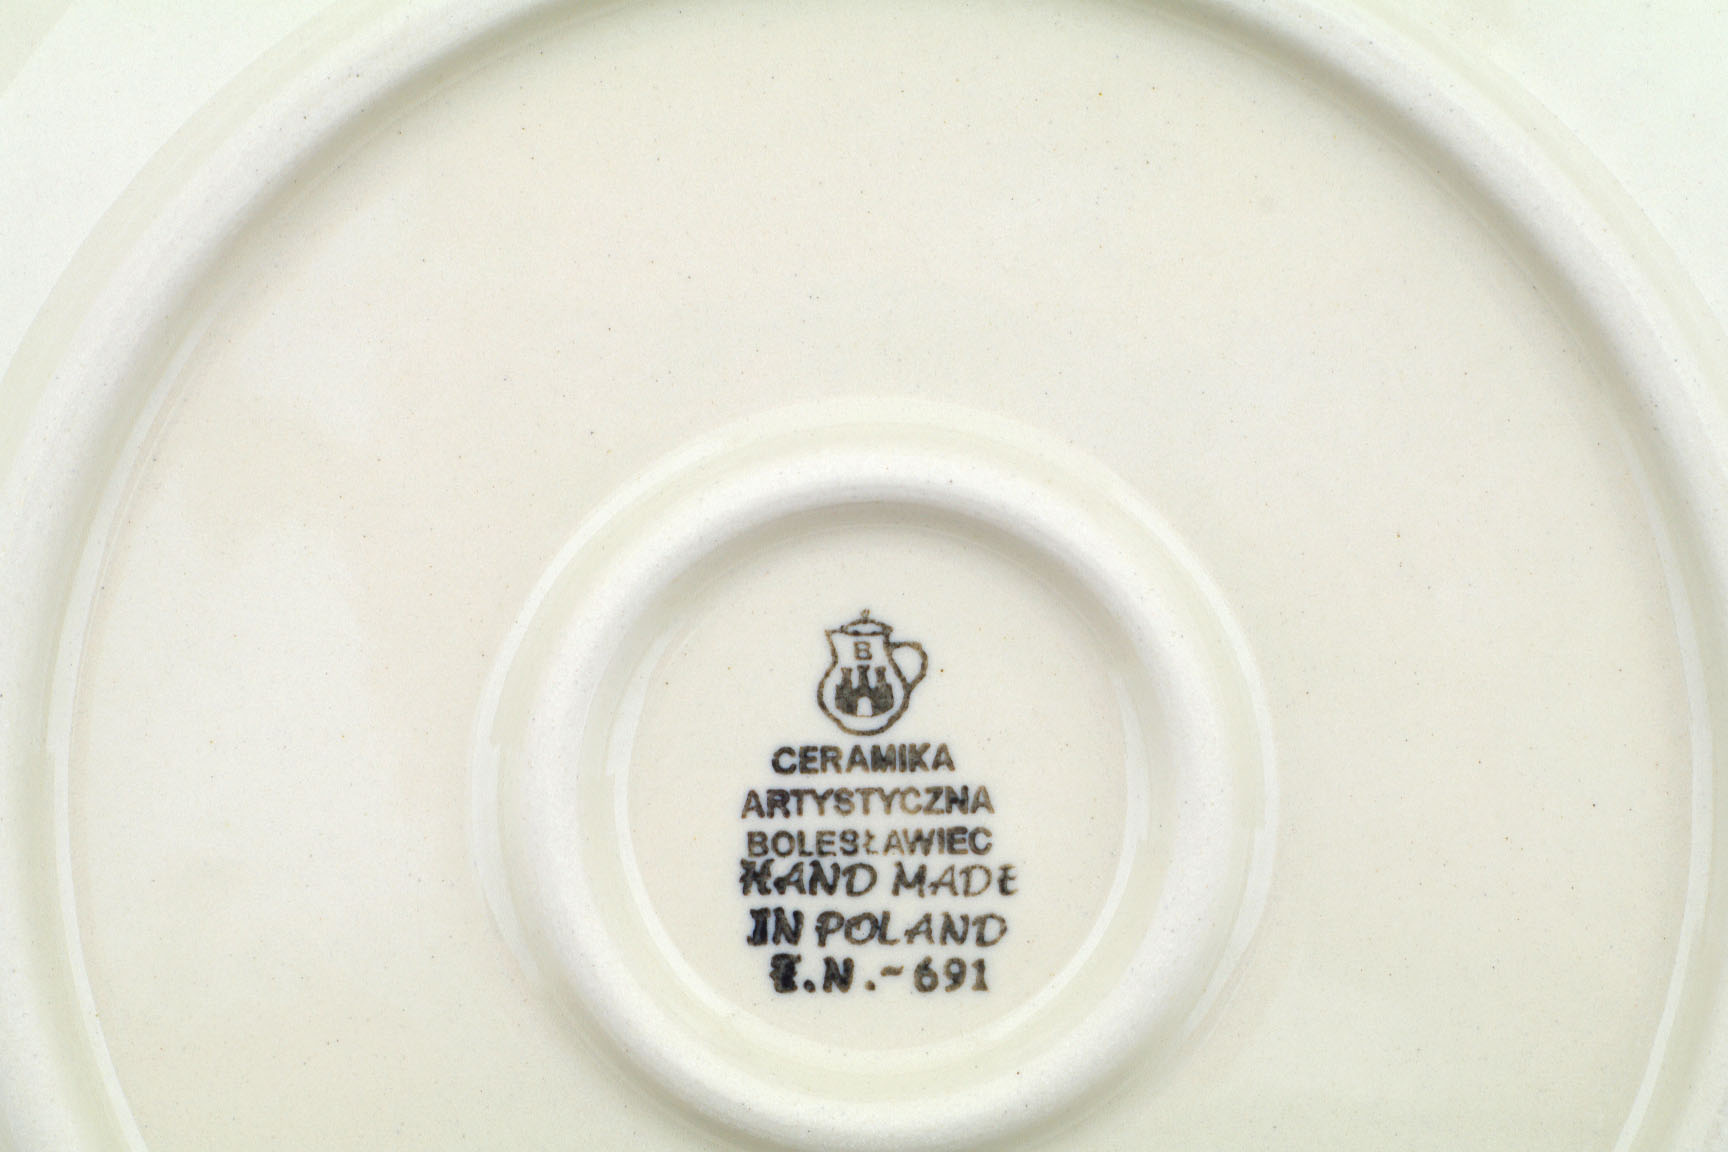 B
CERAMIKA
ARTYSTYCZNA
BOLESŁAWIEC
HAND MADE
IN POLAND
.N.-691